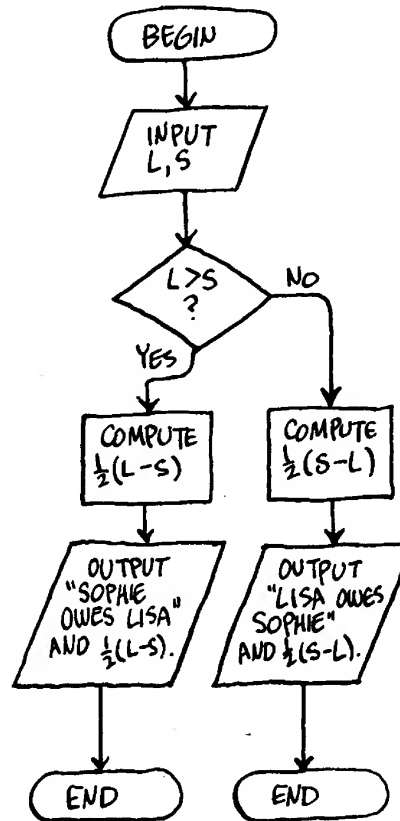 BEGIN
INPUT
L, S
L>S
?
YES
NO
COMPUTE
½(L-S)
COMPUTE
½(S-L)
OUTPUT
"SOPHIE
OWES LISA"
AND ½(L-S).
OUTPUT
"LISA OWES
SOPHIE"
AND ½(S-L).
END
END